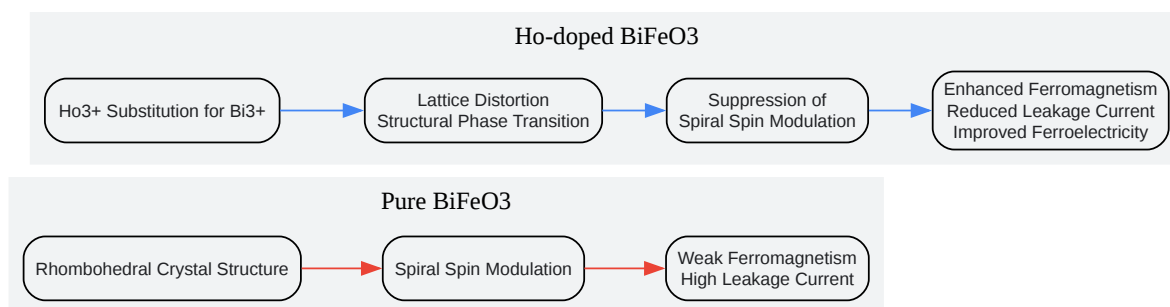 Ho-doped BiFeO3
Ho3+ Substitution for Bi3+
Lattice Distortion
Structural Phase Transition
Suppression of
Spiral Spin Modulation
Enhanced Ferromagnetism
Reduced Leakage Current
Improved Ferroelectricity
Pure BiFeO3
Rhombohedral Crystal Structure
Spiral Spin Modulation
Weak Ferromagnetism
High Leakage Current